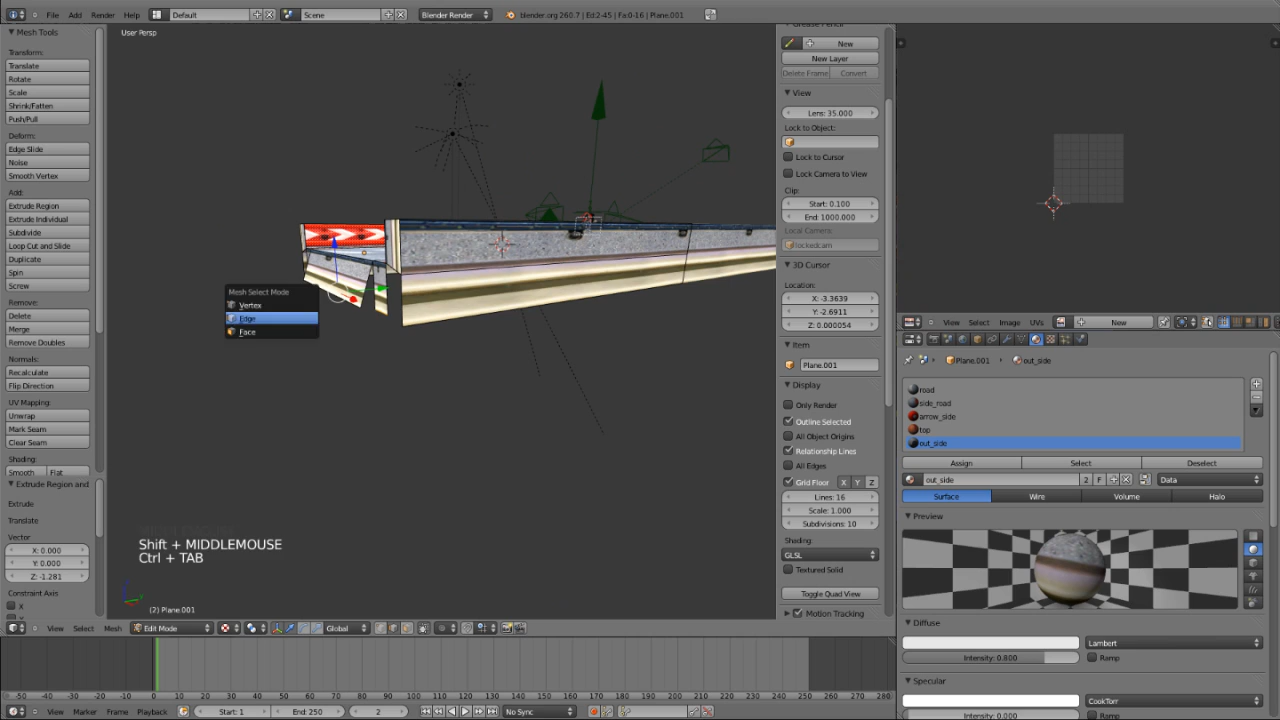 File Add Render Help Default Scene Blender Render blender.org 260.7 | Ed:2-45 | Fa:0-16 | Plane.001
Mesh Tools
Transform:
Translate
Rotate
Scale
Shrink/Fatten
Push/Pull
Deform:
Edge Slide
Noise
Smooth Vertex
Add:
Extrude Region
Extrude Individual
Subdivide
Loop Cut and Slide
Duplicate
Spin
Screw
Remove:
Delete
Merge
Remove Doubles
Normals:
Recalculate
Flip Direction
UV Mapping:
Unwrap
Mark Seam
Clear Seam
Shading:
Smooth Flat
Extrude Region and
Extrude
Translate
Vector
X: 0.000
Y: 0.000
Z: -1.281
Constraint Axis
X
User Persp
Mesh Select Mode
Vertex
Edge
Face
Shift + MIDDLEMOUSE
Ctrl + TAB
(2) Plane.001
View Select Mesh Edit Mode Global
Grease Pencil
New
New Layer
Delete Frame Convert
View
Lens: 35.000
Lock to Object:
Lock to Cursor
Lock Camera to View
Clip:
Start: 0.100
End: 1000.000
Local Camera
lockedcam
3D Cursor
Location:
X: -3.3639
Y: -2.6911
Z: 0.000054
Item
Plane.001
Display
Only Render
Outline Selected
All Object Origins
Relationship Lines
All Edges
Grid Floor X Y Z
Lines: 16
Scale: 1.000
Subdivisions: 10
Shading:
GLSL
Textured Solid
Toggle Quad View
Motion Tracking
View Select Image UVs New
Plane.001 out_side
road
side_road
arrow_side
top
out_side
Assign Select Deselect
out_side 2 F Data
Surface Wire Volume Halo
Preview
Diffuse
Lambert
Intensity: 0.800 Ramp
Specular
CookTorr
Intensity: 0.000 Ramp
-50 -40 -30 -20 -10 0 10 20 30 40 50 60 70 80 90 100 110 120 130 140 150 160 170 180 190 200 210 220 230 240 250 260 270 280
View Marker Frame Playback Start: 1 End: 250 2 No Sync